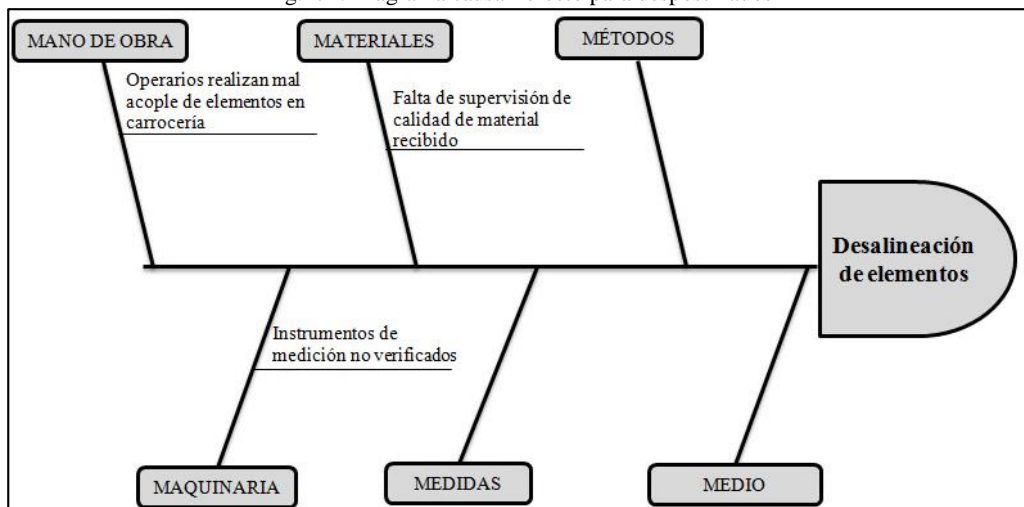 MANO DE OBRA
MATERIALES
MÉTODOS
Operarios realizan mal
acople de elementos en
carrocería
Falta de supervisión de
calidad de material
recibido
Desalineación
de elementos
Instrumentos de
medición no verificados
MAQUINARIA
MEDIDAS
MEDIO